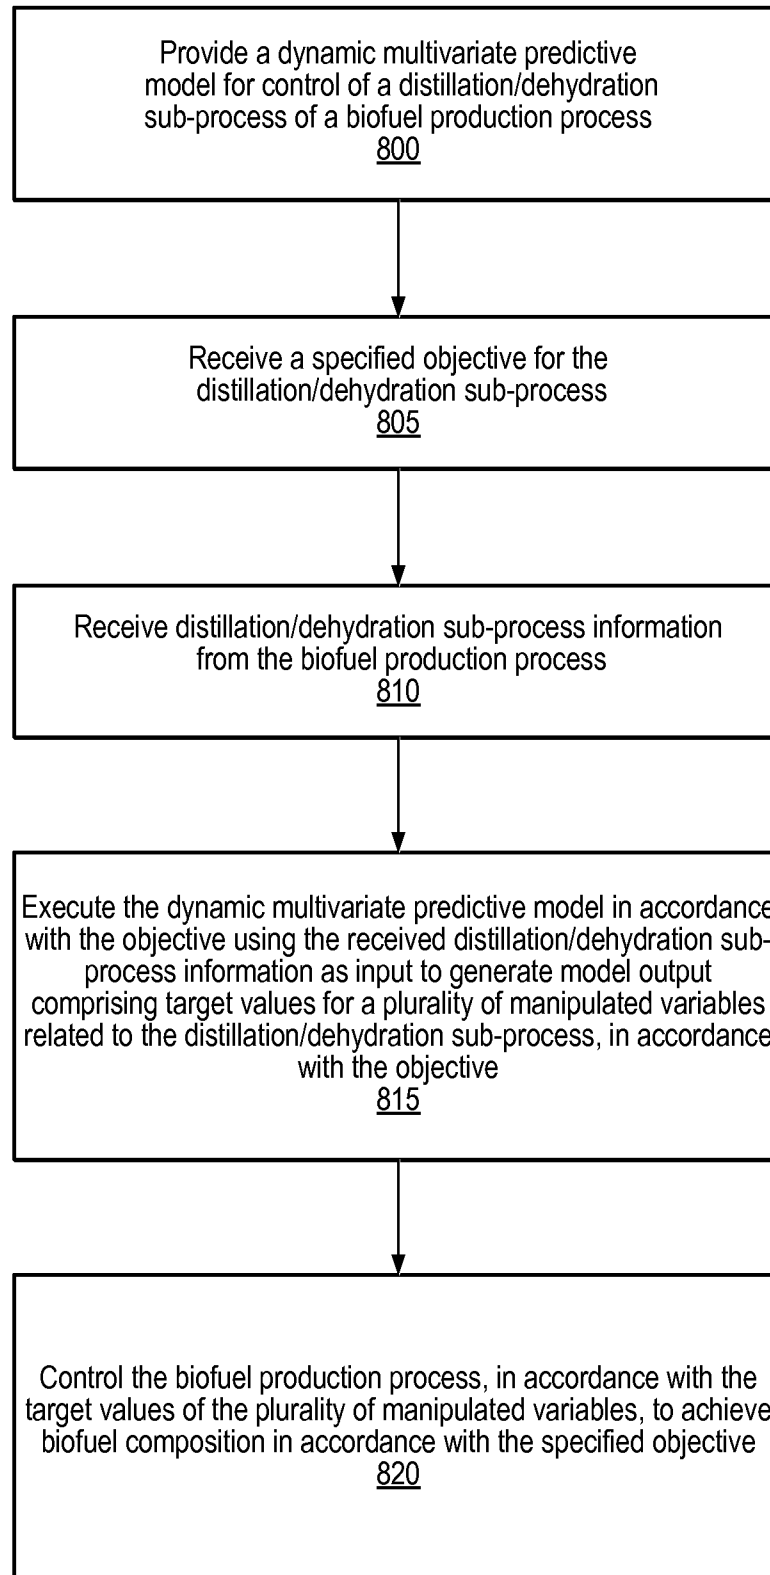 Provide a dynamic multivariate predictive
model for control of a distillation/dehydration
sub-process of a biofuel production process
800
Receive a specified objective for the
distillation/dehydration sub-process
805
Receive distillation/dehydration sub-process information
from the biofuel production process
810
Execute the dynamic multivariate predictive model in accordance
with the objective using the received distillation/dehydration sub-
process information as input to generate model output
comprising target values for a plurality of manipulated variables
related to the distillation/dehydration sub-process, in accordance
with the objective
815
Control the biofuel production process, in accordance with the
target values of the plurality of manipulated variables, to achieve
biofuel composition in accordance with the specified objective
820